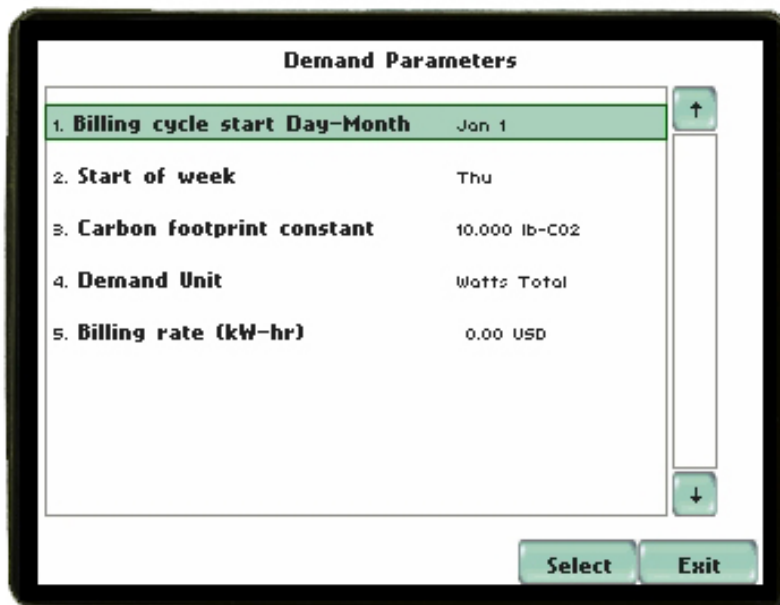 Demand Parameters
1. Billing cycle start Day-Month Jan 1
2. Start of week Thu
3. Carbon footprint constant 10.000 lb-CO2
4. Demand Unit Watts Total
5. Billing rate (kW-hr) 0.00 USD
↑
↓
Select Exit